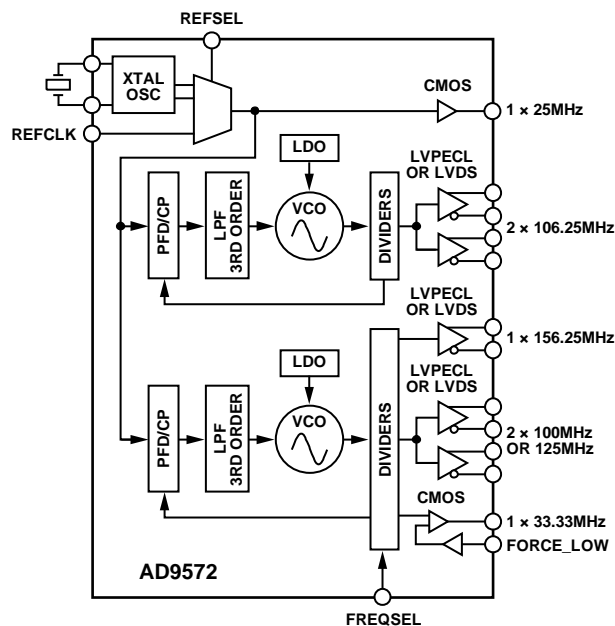 REFSEL
XTAL
OSC
REFCLK
CMOS
1 × 25MHz
LDO
VCO
PFD/CP
LPF
3RD ORDER
DIVIDERS
LVPECL
OR LVDS
2 × 106.25MHz
LVPECL
OR LVDS
1 × 156.25MHz
LDO
VCO
PFD/CP
LPF
3RD ORDER
DIVIDERS
LVPECL
OR LVDS
2 × 100MHz
OR 125MHz
CMOS
1 × 33.33MHz
FORCE_LOW
AD9572
FREQSEL